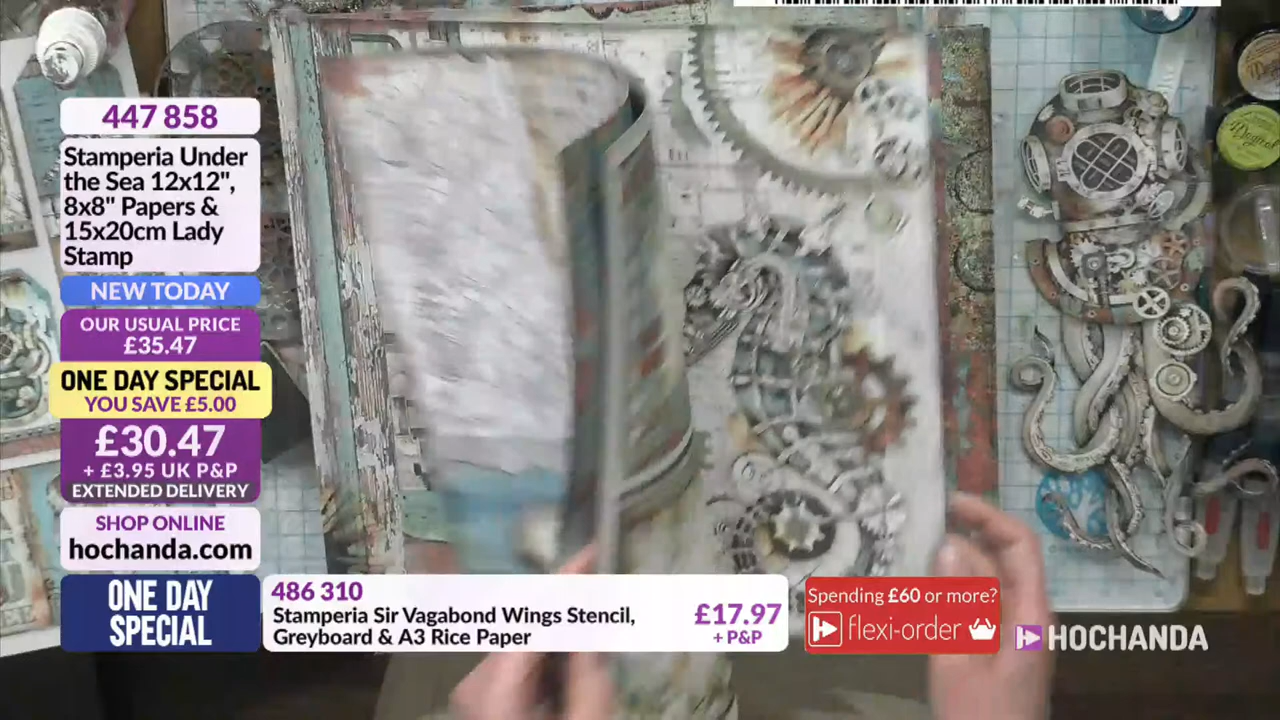 447 858
Stamperia Under
the Sea 12x12",
8x8" Papers &
15x20cm Lady
Stamp
NEW TODAY
OUR USUAL PRICE
£35.47
ONE DAY SPECIAL
YOU SAVE £5.00
£30.47
+ £3.95 UK P&P
EXTENDED DELIVERY
SHOP ONLINE
hochanda.com
ONE DAY
SPECIAL
486 310
Stamperia Sir Vagabond Wings Stencil,
Greyboard & A3 Rice Paper
£17.97
+ P&P
Spending £60 or more?
flexi-order
HOCHANDA
Magical